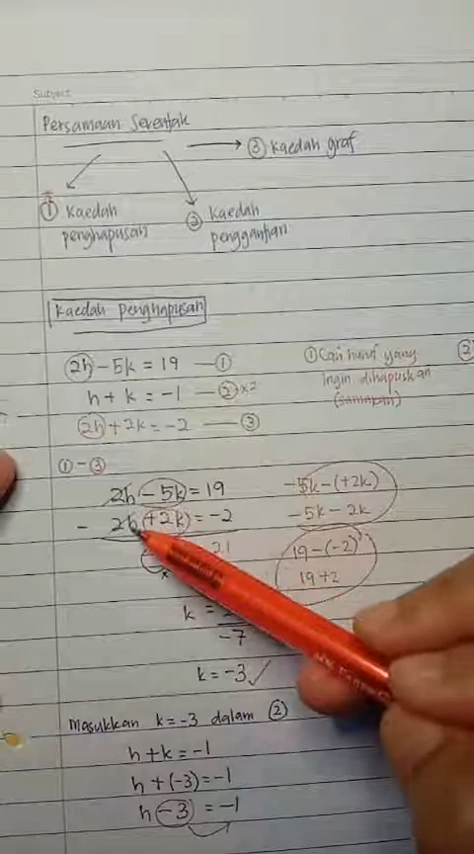 Subject
Persamaan Serentak
③ Kaedah graf
① Kaedah
penghapusan
② Kaedah
penggantian
Kaedah Penghapusan
2h - 5k = 19 — ①
h + k = -1 — ② x2
2h + 2k = -2 — ③
① Cari huruf yang
ingin dihapuskan
(samakan)
① - ③
2h - 5k = 19
- 2h + 2k = -2
21
k =
-7
k = -3 ✓
-5k - (+2k)
-5k - 2k
19 - (-2)
19 + 2
Masukkan k = -3 dalam ②
h + k = -1
h + (-3) = -1
h - 3 = -1